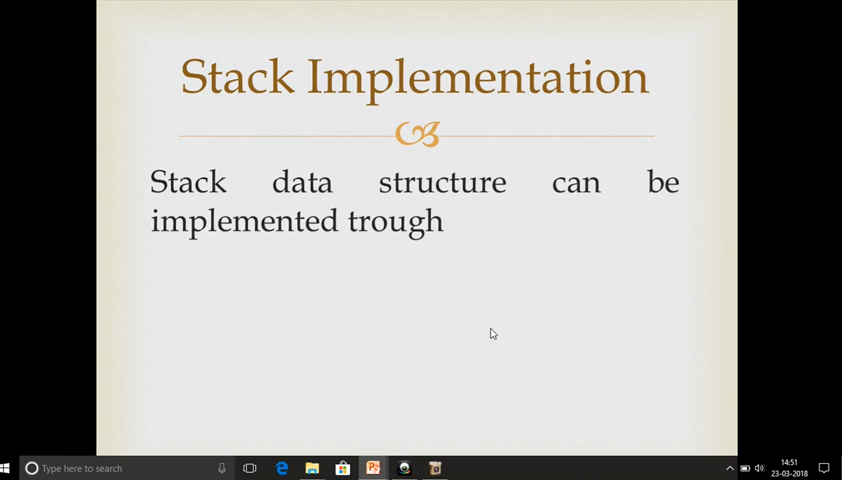 Stack Implementation
Stack data structure can be
implemented trough
Type here to search
14:51
23-03-2018